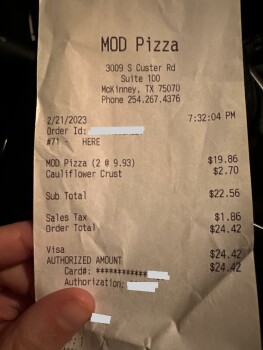 MOD Pizza
3009 S Custer Rd
Suite 100
McKinney, TX 75070
Phone 254.267.4376
2/21/2023 7:32:04 PM
Order Id:
#71 - HERE
MOD Pizza (2 @ 9.93) $19.86
Cauliflower Crust $2.70
Sub Total $22.56
Sales Tax $1.86
Order Total $24.42
Visa $24.42
AUTHORIZED AMOUNT $24.42
Card#: ************
Authorization: